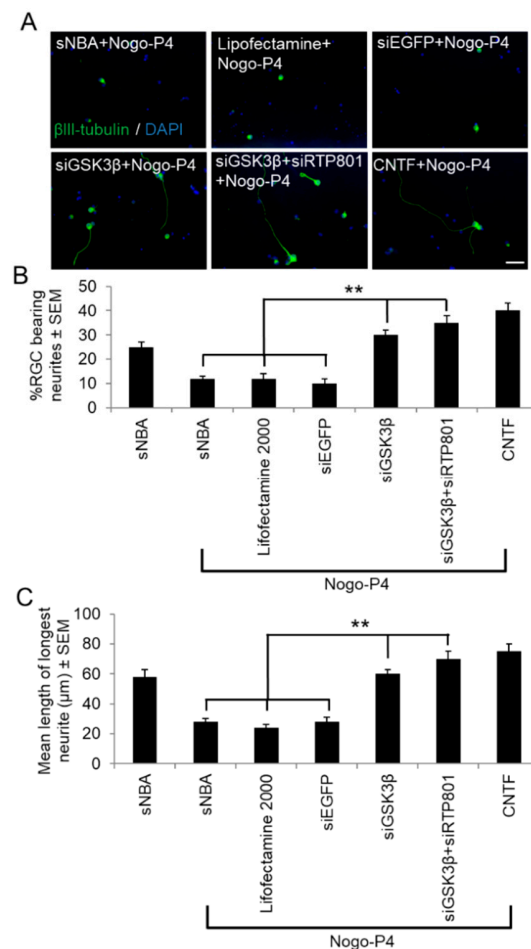 A
sNBA+Nogo-P4
Lipofectamine+
Nogo-P4
siEGFP+Nogo-P4
βIII-tubulin / DAPI
siGSK3β+Nogo-P4
siGSK3β+siRTP801
+Nogo-P4
CNTF+Nogo-P4
B
%RGC bearing
neurites ± SEM
50
40
30
20
10
0
**
sNBA
sNBA
Lifofectamine 2000
siEGFP
siGSK3β
siGSK3β+siRTP801
CNTF
Nogo-P4
C
Mean length of longest
neurite (µm) ± SEM
100
80
60
40
20
0
**
sNBA
sNBA
Lifofectamine 2000
siEGFP
siGSK3β
siGSK3β+siRTP801
CNTF
Nogo-P4